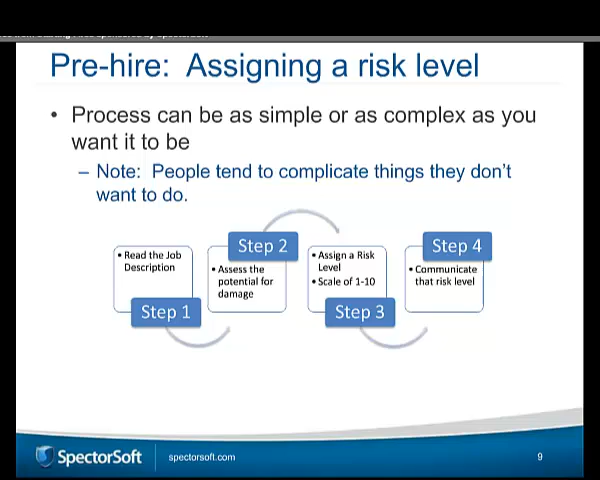 Pre-hire: Assigning a risk level
• Process can be as simple or as complex as you
want it to be
– Note: People tend to complicate things they don't
want to do.
• Read the Job
Description
Step 1
Step 2
• Assess the
potential for
damage
• Assign a Risk
Level
• Scale of 1-10
Step 3
Step 4
• Communicate
that risk level
SpectorSoft
spectorsoft.com
9